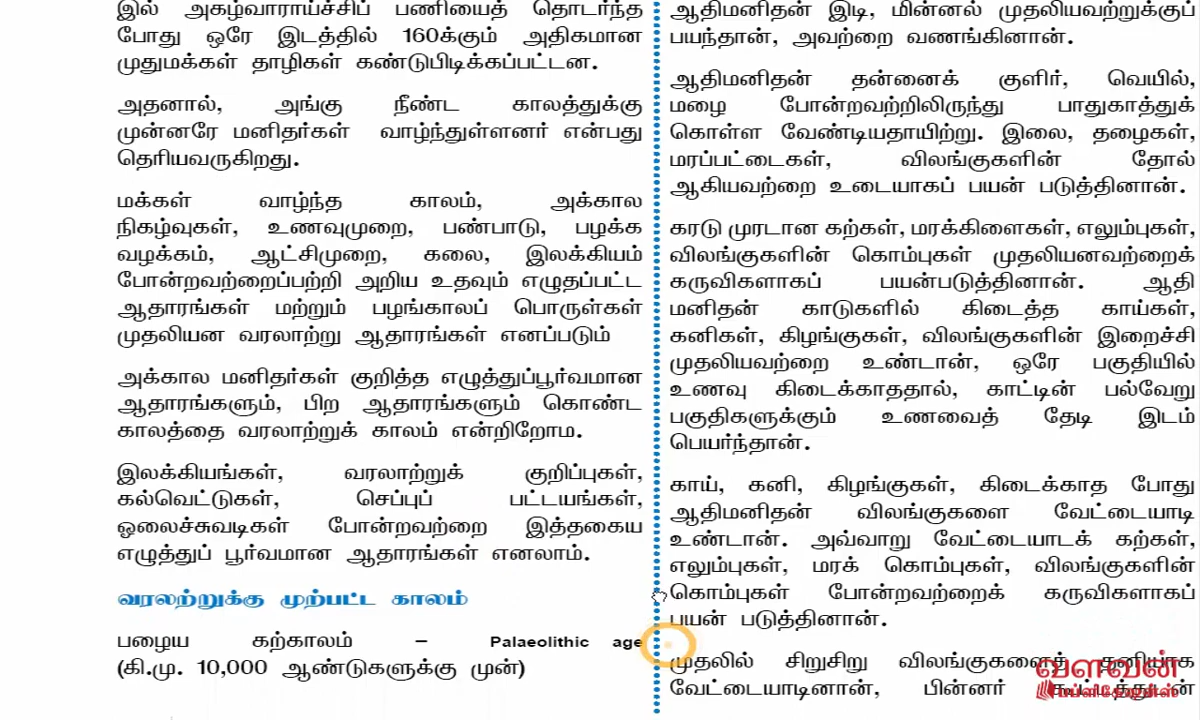 இல் அகழ்வாராய்ச்சிப் பணியைத் தொடர்ந்த
போது ஒரே இடத்தில் 160க்கும் அதிகமான
முதுமக்கள் தாழிகள் கண்டுபிடிக்கப்பட்டன.
அதனால், அங்கு நீண்ட காலத்துக்கு
முன்னரே மனிதர்கள் வாழ்ந்துள்ளனர் என்பது
தெரியவருகிறது.
மக்கள் வாழ்ந்த காலம், அக்கால
நிகழ்வுகள், உணவுமுறை, பண்பாடு, பழக்க
வழக்கம், ஆட்சிமுறை, கலை, இலக்கியம்
போன்றவற்றைப்பற்றி அறிய உதவும் எழுதப்பட்ட
ஆதாரங்கள் மற்றும் பழங்காலப் பொருள்கள்
முதலியன வரலாற்று ஆதாரங்கள் எனப்படும்
அக்கால மனிதர்கள் குறித்த எழுத்துப்பூர்வமான
ஆதாரங்களும், பிற ஆதாரங்களும் கொண்ட
காலத்தை வரலாற்றுக் காலம் என்றிறோம.
இலக்கியங்கள், வரலாற்றுக் குறிப்புகள்,
கல்வெட்டுகள், செப்புப் பட்டயங்கள்,
ஓலைச்சுவடிகள் போன்றவற்றை இத்தகைய
எழுத்துப் பூர்வமான ஆதாரங்கள் எனலாம்.
வரலற்றுக்கு முற்பட்ட காலம்
பழைய கற்காலம் – Palaeolithic age
(கி.மு. 10,000 ஆண்டுகளுக்கு முன்)
ஆதிமனிதன் இடி, மின்னல் முதலியவற்றுக்குப்
பயந்தான், அவற்றை வணங்கினான்.
ஆதிமனிதன் தன்னைக் குளிர், வெயில்,
மழை போன்றவற்றிலிருந்து பாதுகாத்துக்
கொள்ள வேண்டியதாயிற்று. இலை, தழைகள்,
மரப்பட்டைகள், விலங்குகளின் தோல்
ஆகியவற்றை உடையாகப் பயன் படுத்தினான்.
கரடு முரடான கற்கள், மரக்கிளைகள், எலும்புகள்,
விலங்குகளின் கொம்புகள் முதலியனவற்றைக்
கருவிகளாகப் பயன்படுத்தினான். ஆதி
மனிதன் காடுகளில் கிடைத்த காய்கள்,
கனிகள், கிழங்குகள், விலங்குகளின் இறைச்சி
முதலியவற்றை உண்டான், ஒரே பகுதியில்
உணவு கிடைக்காததால், காட்டின் பல்வேறு
பகுதிகளுக்கும் உணவைத் தேடி இடம்
பெயர்ந்தான்.
காய், கனி, கிழங்குகள், கிடைக்காத போது
ஆதிமனிதன் விலங்குகளை வேட்டையாடி
உண்டான். அவ்வாறு வேட்டையாடக் கற்கள்,
எலும்புகள், மரக் கொம்புகள், விலங்குகளின்
கொம்புகள் போன்றவற்றைக் கருவிகளாகப்
பயன் படுத்தினான்.
முதலில் சிறுசிறு விலங்குகளைத் தனியாக
வேட்டையாடினான், பின்னர்
வளவன்